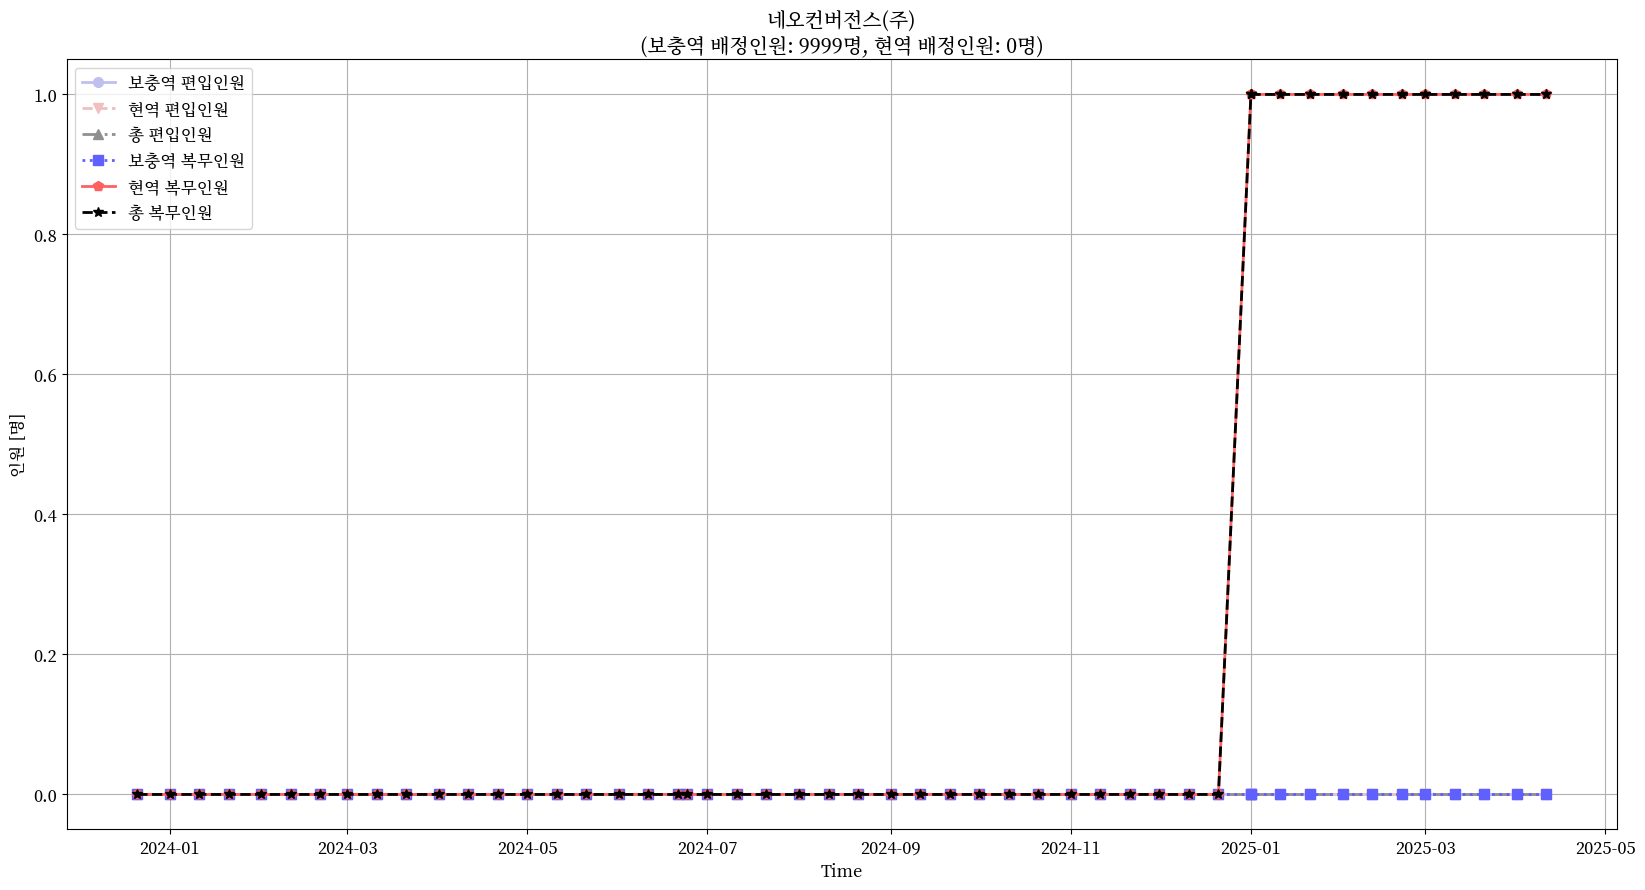 네오컨버전스(주)
(보충역 배정인원: 9999명, 현역 배정인원: 0명)
보충역 편입인원
현역 편입인원
총 편입인원
보충역 복무인원
현역 복무인원
총 복무인원
1.0
0.8
0.6
0.4
0.2
0.0
인원 [명]
2024-01
2024-03
2024-05
2024-07
2024-09
2024-11
2025-01
2025-03
2025-05
Time